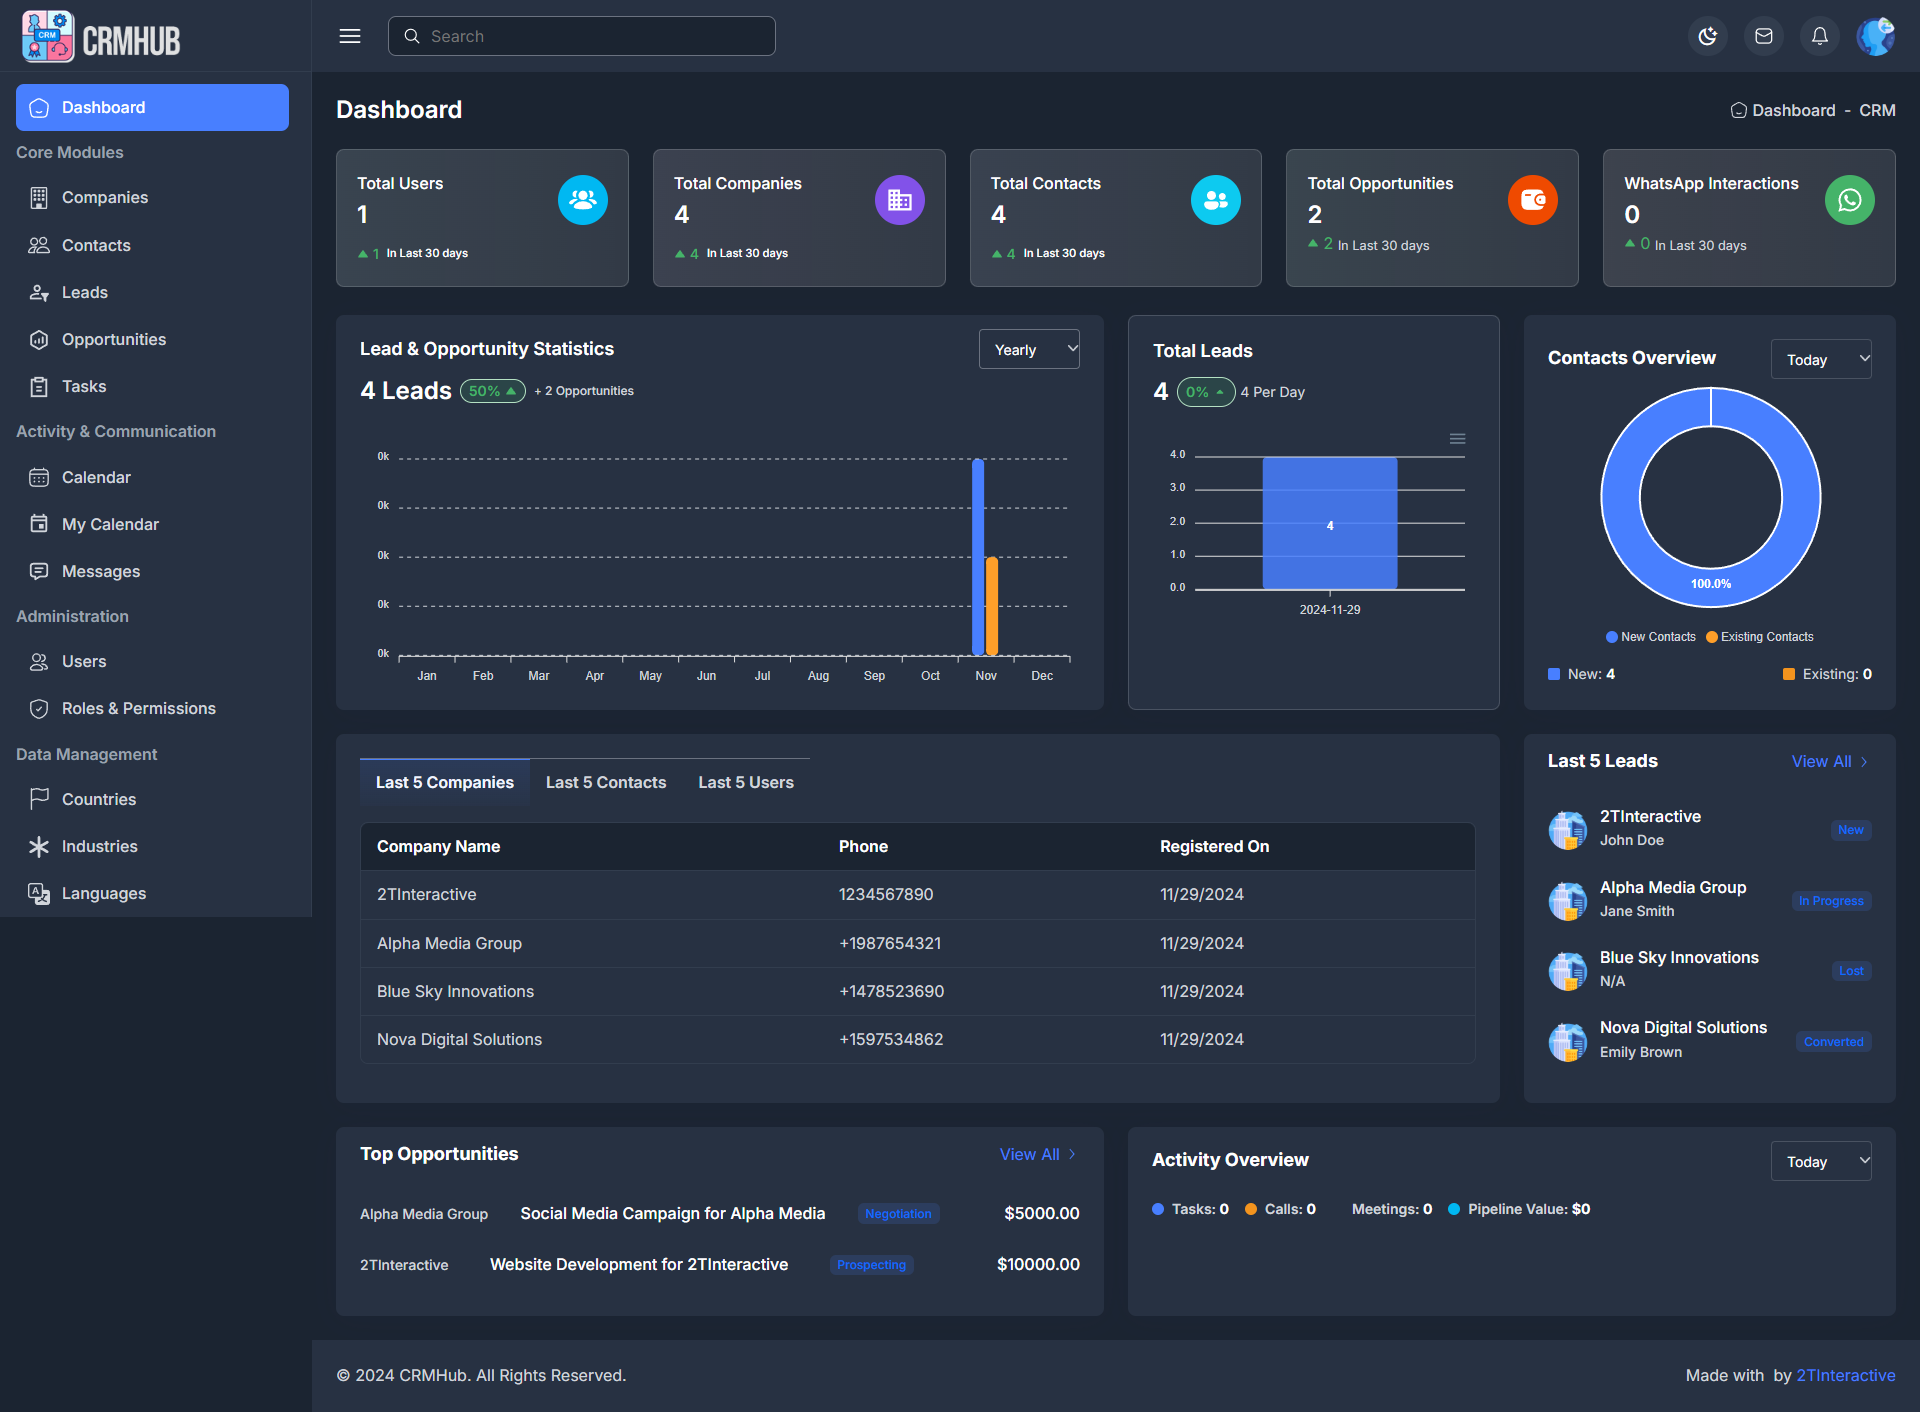 CRM
CRMHUB
Search
Dashboard
Core Modules
Companies
Contacts
Leads
Opportunities
Tasks
Activity & Communication
Calendar
My Calendar
Messages
Administration
Users
Roles & Permissions
Data Management
Countries
Industries
Languages
Dashboard
Dashboard - CRM
Total Users
1
1 In Last 30 days
Total Companies
4
4 In Last 30 days
Total Contacts
4
4 In Last 30 days
Total Opportunities
2
2 In Last 30 days
WhatsApp Interactions
0
0 In Last 30 days
Lead & Opportunity Statistics
Yearly
4 Leads 50% + 2 Opportunities
0k
0k
0k
0k
0k
Jan Feb Mar Apr May Jun Jul Aug Sep Oct Nov Dec
Total Leads
4 0% 4 Per Day
4.0
3.0
2.0
1.0
0.0
4
2024-11-29
Contacts Overview
Today
100.0%
New Contacts Existing Contacts
New: 4 Existing: 0
Last 5 Companies Last 5 Contacts Last 5 Users
Company Name Phone Registered On
2TInteractive 1234567890 11/29/2024
Alpha Media Group +1987654321 11/29/2024
Blue Sky Innovations +1478523690 11/29/2024
Nova Digital Solutions +1597534862 11/29/2024
Last 5 Leads View All
2TInteractive
John Doe
New
Alpha Media Group
Jane Smith
In Progress
Blue Sky Innovations
N/A
Lost
Nova Digital Solutions
Emily Brown
Converted
Top Opportunities View All
Alpha Media Group Social Media Campaign for Alpha Media Negotiation $5000.00
2TInteractive Website Development for 2TInteractive Prospecting $10000.00
Activity Overview
Today
Tasks: 0 Calls: 0 Meetings: 0 Pipeline Value: $0
© 2024 CRMHub. All Rights Reserved.
Made with by 2TInteractive